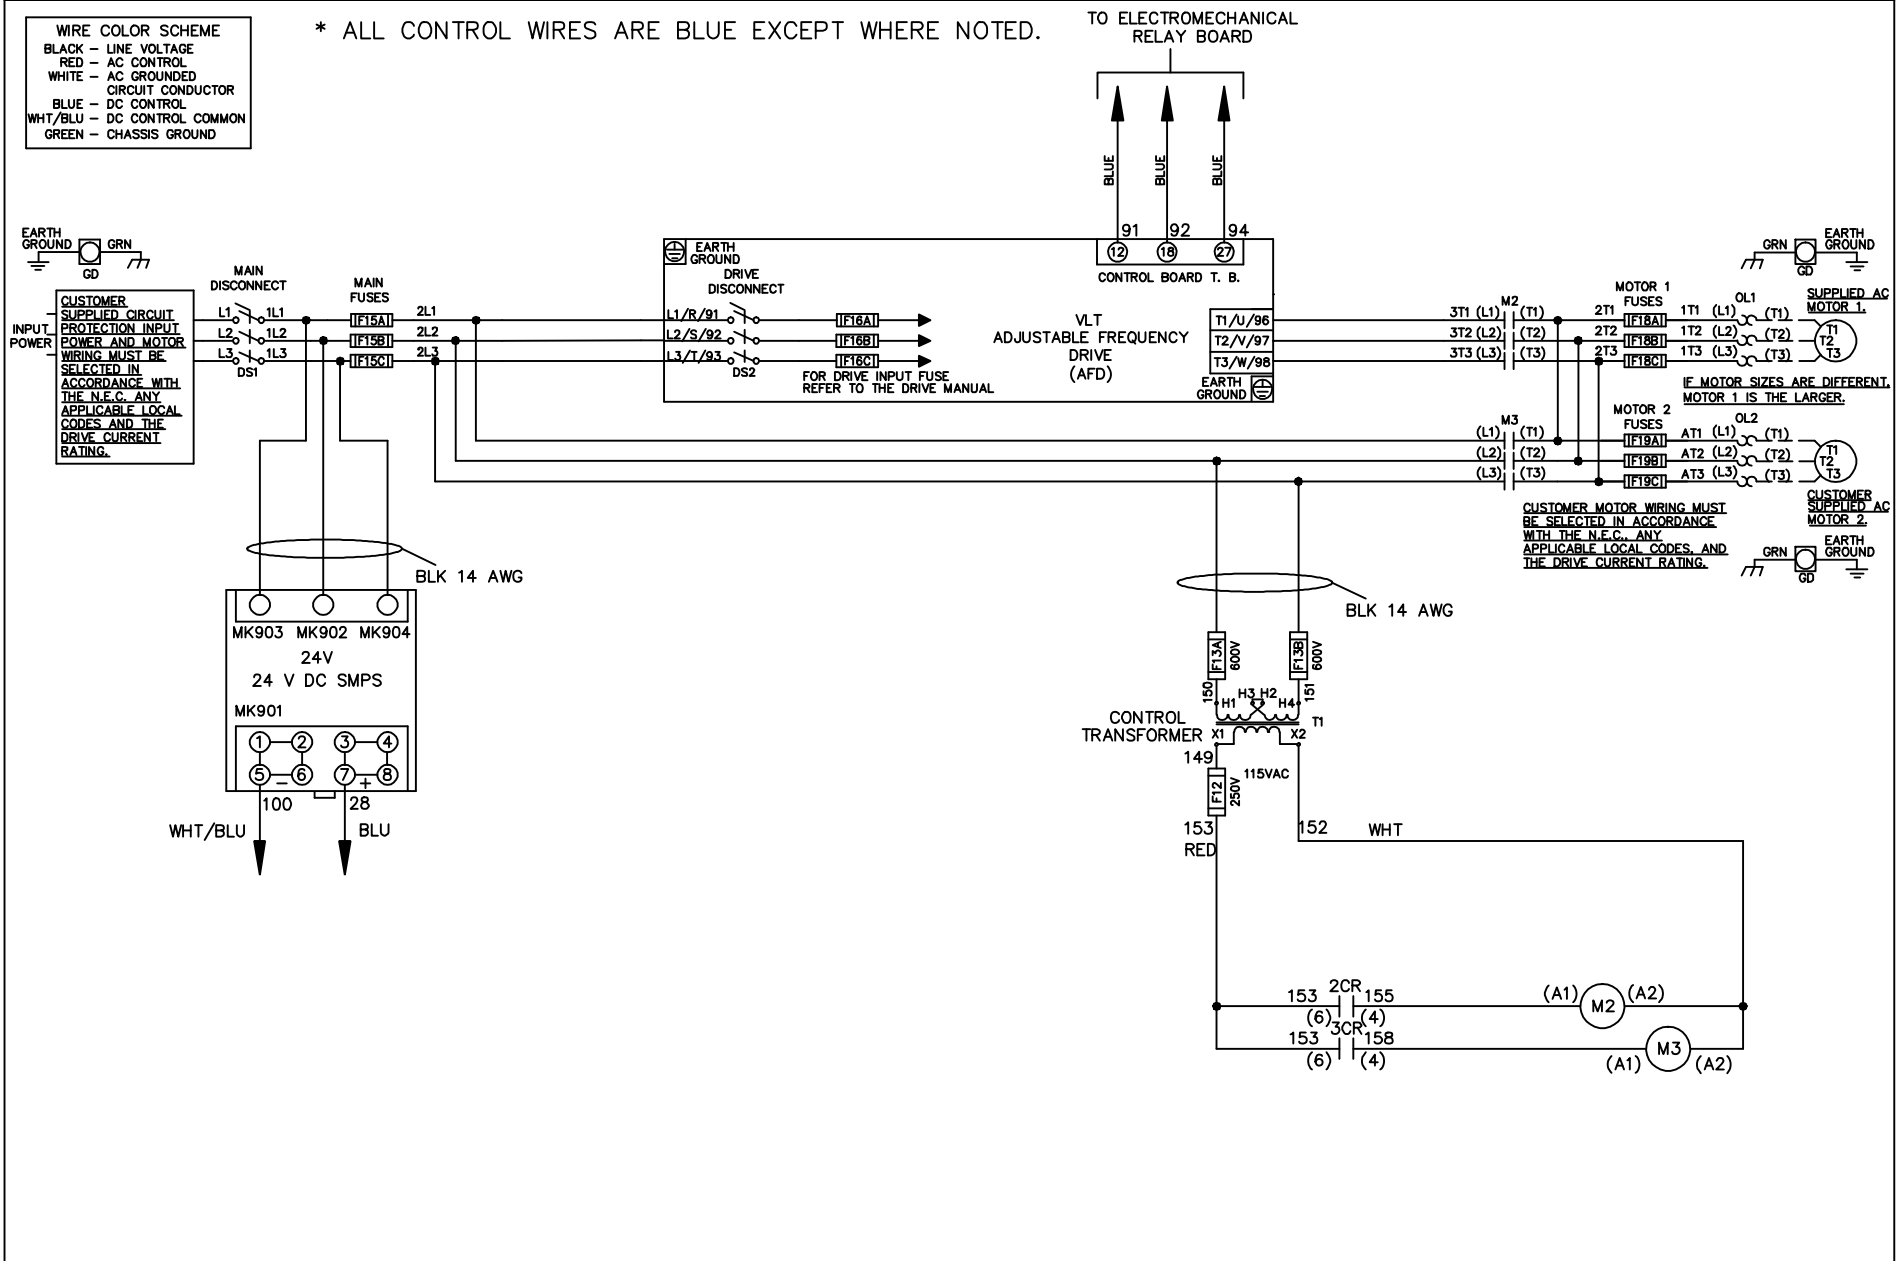 WIRE COLOR SCHEME
BLACK – LINE VOLTAGE
RED – AC CONTROL
WHITE – AC GROUNDED
CIRCUIT CONDUCTOR
BLUE – DC CONTROL
WHT/BLU – DC CONTROL COMMON
GREEN – CHASSIS GROUND
* ALL CONTROL WIRES ARE BLUE EXCEPT WHERE NOTED.
TO ELECTROMECHANICAL
RELAY BOARD
BLUE
BLUE
BLUE
91 92 94
12 18 27
CONTROL BOARD T. B.
EARTH
GROUND
GRN
GD
INPUT
POWER
CUSTOMER
SUPPLIED CIRCUIT
PROTECTION INPUT
POWER AND MOTOR
WIRING MUST BE
SELECTED IN
ACCORDANCE WITH
THE N.E.C. ANY
APPLICABLE LOCAL
CODES AND THE
DRIVE CURRENT
RATING.
MAIN
DISCONNECT
L1 1L1
L2 1L2
L3 1L3
DS1
MAIN
FUSES
F15A 2L1
F15B 2L2
F15C 2L3
EARTH
GROUND
DRIVE
DISCONNECT
L1/R/91
L2/S/92
L3/T/93
DS2
F16A
F16B
F16C
FOR DRIVE INPUT FUSE
REFER TO THE DRIVE MANUAL
VLT
ADJUSTABLE FREQUENCY
DRIVE
(AFD)
T1/U/96
T2/V/97
T3/W/98
EARTH
GROUND
M2
3T1 (L1) (T1) 2T1
3T2 (L2) (T2) 2T2
3T3 (L3) (T3) 2T3
MOTOR 1
FUSES
F18A
F18B
F18C
OL1
1T1 (L1) (T1)
1T2 (L2) (T2)
1T3 (L3) (T3)
GRN
GD
EARTH
GROUND
SUPPLIED AC
MOTOR 1.
T1
T2
T3
IF MOTOR SIZES ARE DIFFERENT,
MOTOR 1 IS THE LARGER.
M3
(L1) (T1)
(L2) (T2)
(L3) (T3)
MOTOR 2
FUSES
F19A
F19B
F19C
OL2
AT1 (L1) (T1)
AT2 (L2) (T2)
AT3 (L3) (T3)
T1
T2
T3
CUSTOMER
SUPPLIED AC
MOTOR 2.
CUSTOMER MOTOR WIRING MUST
BE SELECTED IN ACCORDANCE
WITH THE N.E.C., ANY
APPLICABLE LOCAL CODES, AND
THE DRIVE CURRENT RATING.
GRN
GD
EARTH
GROUND
BLK 14 AWG
MK903 MK902 MK904
24V
24 V DC SMPS
MK901
1 2 3 4
5 6 7 8
– +
100 28
WHT/BLU BLU
BLK 14 AWG
F13A 600V
F13B 600V
150 151
H1 H3 H2 H4
T1
CONTROL
TRANSFORMER
X1 X2
149
115VAC
F12 250V
153
RED
152 WHT
2CR
153 155
(6) (4)
(A1) M2 (A2)
3CR
153 158
(6) (4)
(A1) M3 (A2)